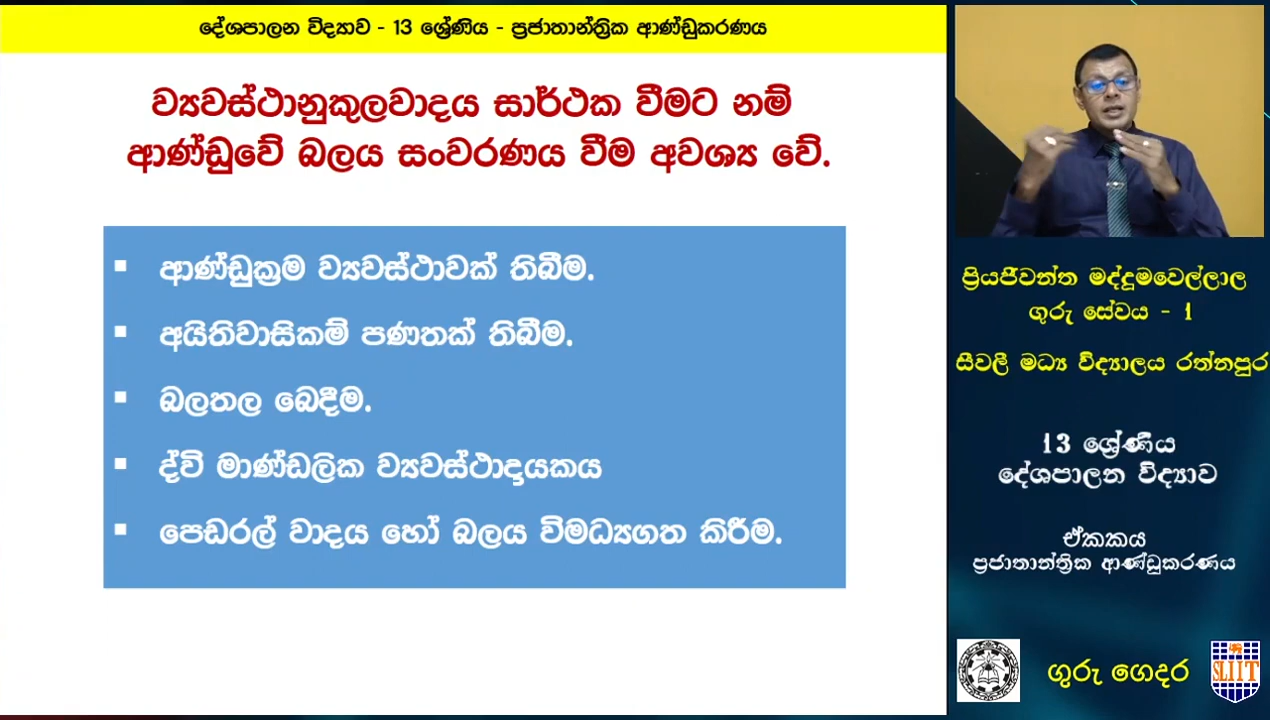 දේශපාලන විද්‍යාව - 13 ශ්‍රේණිය - ප්‍රජාතාන්ත්‍රික ආණ්ඩුකරණය
ව්‍යවස්ථානුකුලවාදය සාර්ථක වීමට නම්
ආණ්ඩුවේ බලය සංවරණය වීම අවශ්‍ය වේ.
▪ ආණ්ඩුක්‍රම ව්‍යවස්ථාවක් තිබීම.
▪ අයිතිවාසිකම් පණතක් තිබීම.
▪ බලතල බෙදීම.
▪ ද්වි මාණ්ඩලික ව්‍යවස්ථාදායකය
▪ පෙඩරල් වාදය හෝ බලය විමධ්‍යගත කිරීම.
ප්‍රියජීවන්ත මද්දූමවෙල්ලාල
ගුරු සේවය - 1
සීවලී මධ්‍ය විද්‍යාලය රත්නපුර
13 ශ්‍රේණිය
දේශපාලන විද්‍යාව
ඒකකය
ප්‍රජාතාන්ත්‍රික ආණ්ඩුකරණය
ගුරු ගෙදර
SLIIT